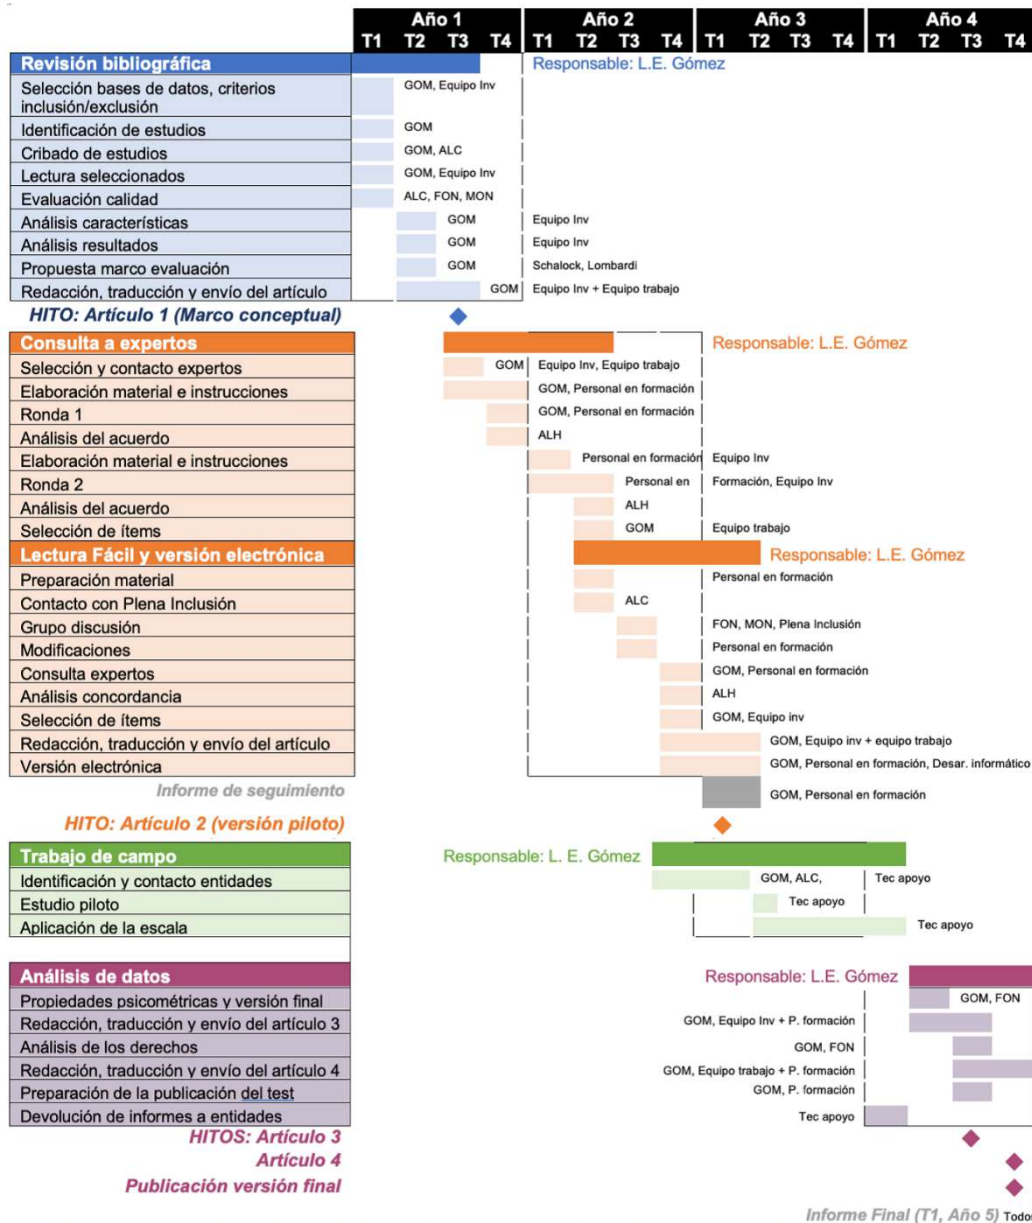 Año 1 Año 2 Año 3 Año 4
T1 T2 T3 T4 T1 T2 T3 T4 T1 T2 T3 T4 T1 T2 T3 T4
Revisión bibliográfica Responsable: L.E. Gómez
Selección bases de datos, criterios GOM, Equipo Inv
inclusión/exclusión
Identificación de estudios GOM
Cribado de estudios GOM, ALC
Lectura seleccionados GOM, Equipo Inv
Evaluación calidad ALC, FON, MON
Análisis características GOM Equipo Inv
Análisis resultados GOM Equipo Inv
Propuesta marco evaluación GOM Schalock, Lombardi
Redacción, traducción y envío del artículo GOM Equipo Inv + Equipo trabajo
HITO: Artículo 1 (Marco conceptual)
Consulta a expertos Responsable: L.E. Gómez
Selección y contacto expertos GOM Equipo Inv, Equipo trabajo
Elaboración material e instrucciones GOM, Personal en formación
Ronda 1 GOM, Personal en formación
Análisis del acuerdo ALH
Elaboración material e instrucciones Personal en formación Equipo Inv
Ronda 2 Personal en Formación, Equipo Inv
Análisis del acuerdo ALH
Selección de ítems GOM Equipo trabajo
Lectura Fácil y versión electrónica Responsable: L.E. Gómez
Preparación material Personal en formación
Contacto con Plena Inclusión ALC
Grupo discusión FON, MON, Plena Inclusión
Modificaciones Personal en formación
Consulta expertos GOM, Personal en formación
Análisis concordancia ALH
Selección de ítems GOM, Equipo inv
Redacción, traducción y envío del artículo GOM, Equipo inv + equipo trabajo
Versión electrónica GOM, Personal en formación, Desar. informático
Informe de seguimiento GOM, Personal en formación
HITO: Artículo 2 (versión piloto)
Trabajo de campo Responsable: L. E. Gómez
Identificación y contacto entidades GOM, ALC, Tec apoyo
Estudio piloto Tec apoyo
Aplicación de la escala Tec apoyo
Análisis de datos Responsable: L.E. Gómez
Propiedades psicométricas y versión final GOM, FON
Redacción, traducción y envío del artículo 3 GOM, Equipo Inv + P. formación
Análisis de los derechos GOM, FON
Redacción, traducción y envío del artículo 4 GOM, Equipo trabajo + P. formación
Preparación de la publicación del test GOM, P. formación
Devolución de informes a entidades Tec apoyo
HITOS: Artículo 3
Artículo 4
Publicación versión final
Informe Final (T1, Año 5)